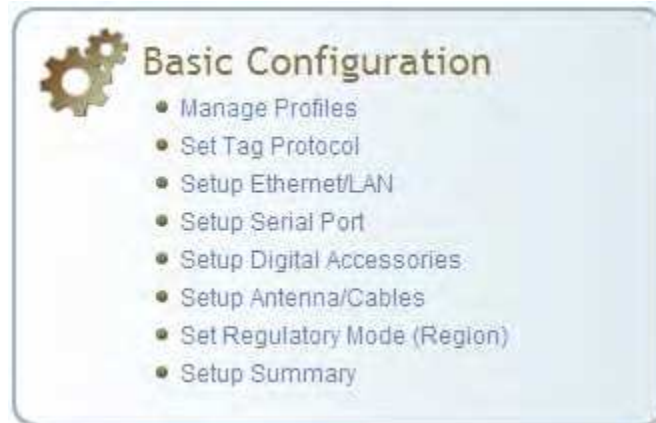 Basic Configuration
Manage Profiles
Set Tag Protocol
Setup Ethernet/LAN
Setup Serial Port
Setup Digital Accessories
Setup Antenna/Cables
Set Regulatory Mode (Region)
Setup Summary